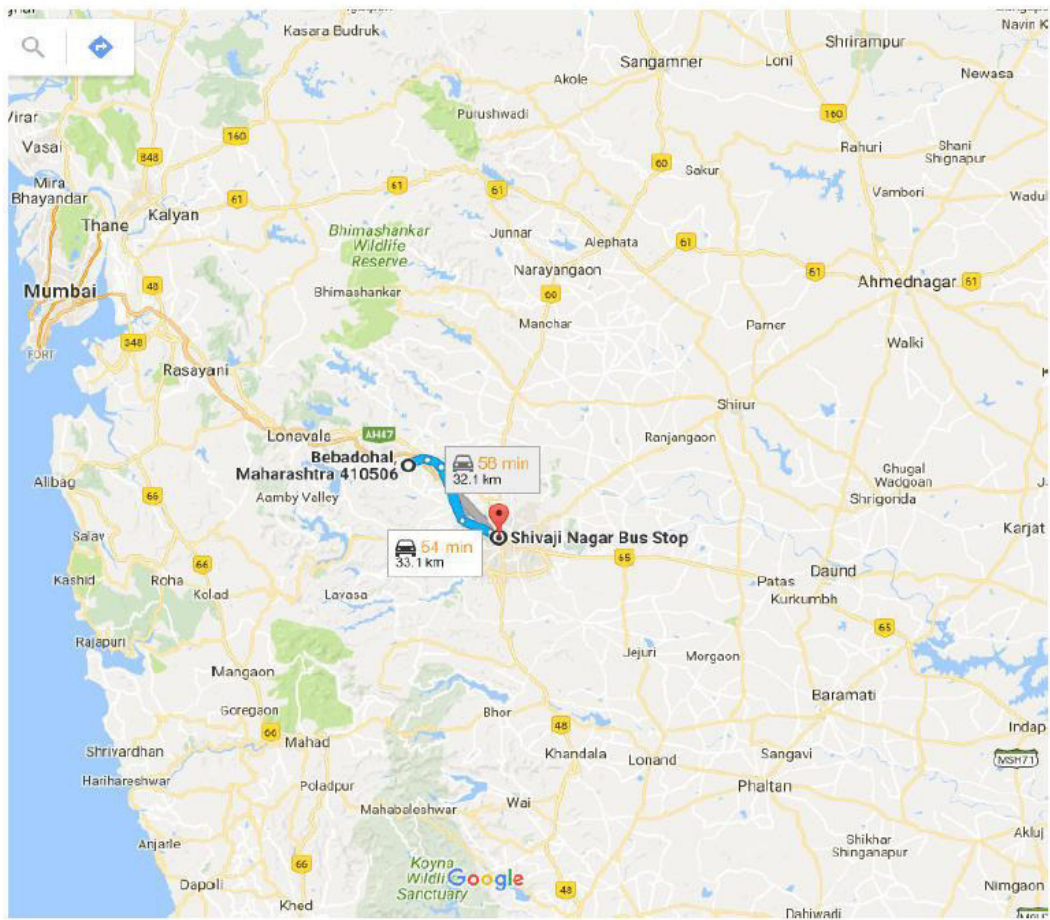 Kasara Budruk
Navin K
Shrirampur
Sangamner
Loni
Newasa
Akole
Virar
Purushwadi
160
160
Vasai
848
Rahuri
Shani
Shignapur
60
Sakur
Mira
Bhayandar
61
61
61
Vambori
Wadul
Kalyan
Thane
Bhimashankar
Wildlife
Reserve
Junnar
Alephata
61
Narayangaon
61
Ahmednagar
61
Mumbai
48
Bhimashankar
60
Manchar
Parner
Walki
348
FORT
Rasayani
Shirur
Lonavala
AH47
Ranjangaon
Bebadohal,
Maharashtra 410506
58 min
32.1 km
Ghugal
Wadgaon
Shrigonda
Alibag
66
Aamby Valley
Karjat
Salav
Shivaji Nagar Bus Stop
54 min
33.1 km
65
66
Kashid
Roha
Kolad
Lavasa
Patas
Daund
Kurkumbh
65
Rajapuri
Jejuri
Morgaon
Mangaon
Baramati
Goregaon
Bhor
66
Mahad
48
Indap
Shrivardhan
Khandala
Lonand
Sangavi
MSH71
Harihareshwar
Poladpur
Phaltan
Mahabaleshwar
Wai
Anjarle
Shikhar
Shinganapur
Akluj
66
Koyna
Wildli
Sanctuary
Google
Dapoli
48
Nimgaon
Khed
Dahiwadi